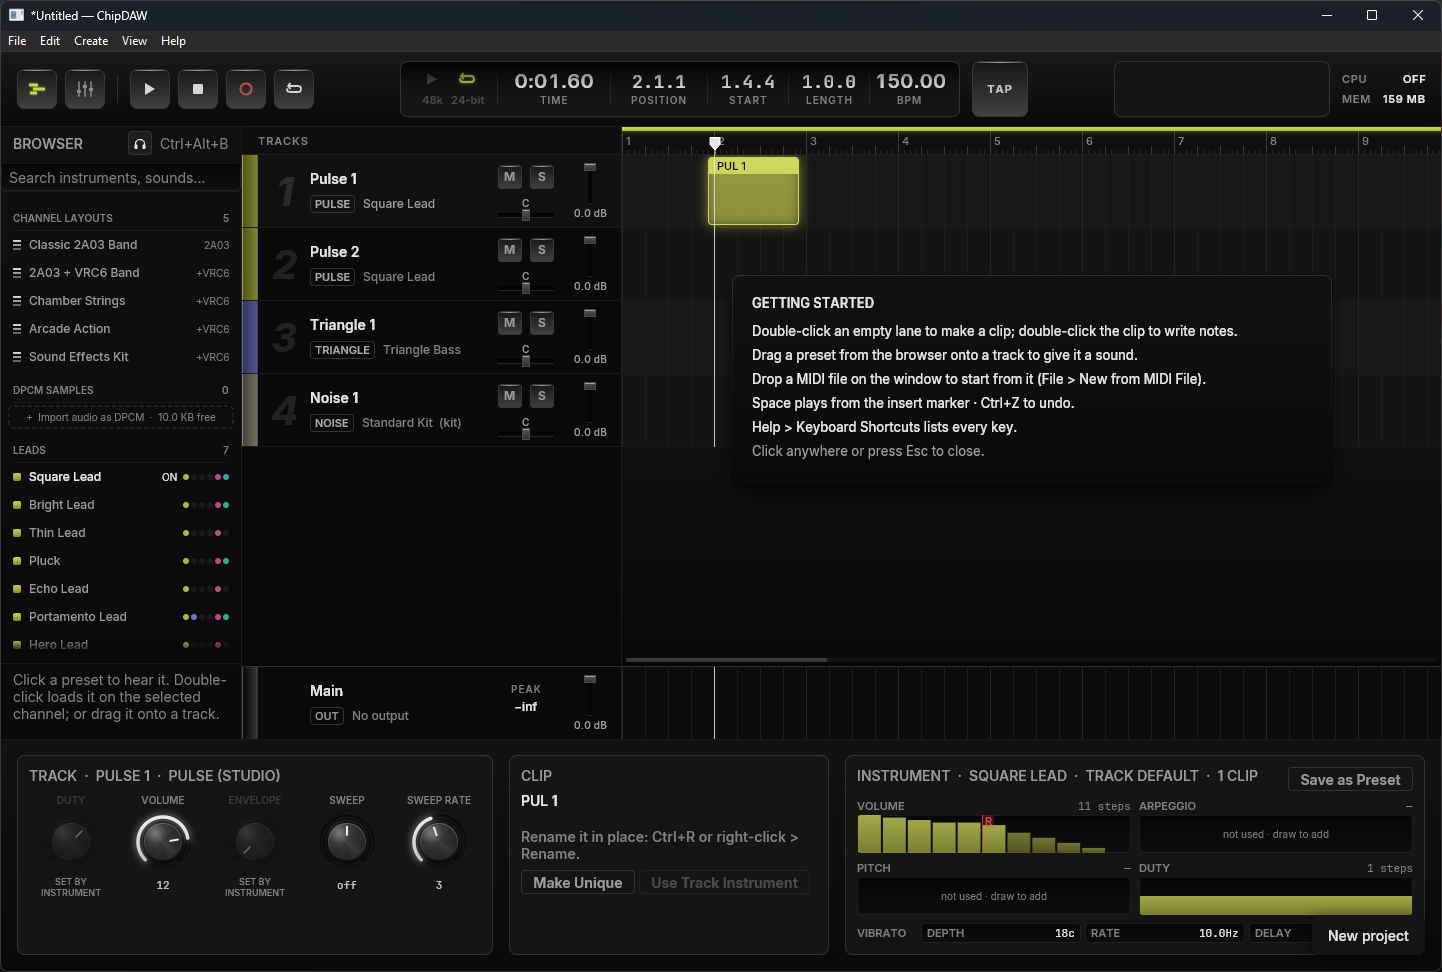 *Untitled — ChipDAW
File Edit Create View Help
48k 24-bit
0:01.60 2.1.1 1.4.4 1.0.0 150.00
TIME POSITION START LENGTH BPM
TAP
CPU OFF
MEM 159 MB
BROWSER Ctrl+Alt+B
Search instruments, sounds...
CHANNEL LAYOUTS 5
Classic 2A03 Band 2A03
2A03 + VRC6 Band +VRC6
Chamber Strings +VRC6
Arcade Action +VRC6
Sound Effects Kit +VRC6
DPCM SAMPLES 0
+ Import audio as DPCM · 10.0 KB free
LEADS 7
Square Lead ON
Bright Lead
Thin Lead
Pluck
Echo Lead
Portamento Lead
Hero Lead
Click a preset to hear it. Double-
click loads it on the selected
channel; or drag it onto a track.
TRACKS
1 Pulse 1 M S
PULSE Square Lead C 0.0 dB
2 Pulse 2 M S
PULSE Square Lead C 0.0 dB
3 Triangle 1 M S
TRIANGLE Triangle Bass C 0.0 dB
4 Noise 1 M S
NOISE Standard Kit (kit) C 0.0 dB
Main PEAK
OUT No output -inf 0.0 dB
1 2 3 4 5 6 7 8 9
PUL 1
GETTING STARTED
Double-click an empty lane to make a clip; double-click the clip to write notes.
Drag a preset from the browser onto a track to give it a sound.
Drop a MIDI file on the window to start from it (File > New from MIDI File).
Space plays from the insert marker · Ctrl+Z to undo.
Help > Keyboard Shortcuts lists every key.
Click anywhere or press Esc to close.
TRACK · PULSE 1 · PULSE (STUDIO)
DUTY VOLUME ENVELOPE SWEEP SWEEP RATE
SET BY INSTRUMENT 12 SET BY INSTRUMENT off 3
CLIP
PUL 1
Rename it in place: Ctrl+R or right-click >
Rename.
Make Unique Use Track Instrument
INSTRUMENT · SQUARE LEAD · TRACK DEFAULT · 1 CLIP Save as Preset
VOLUME 11 steps ARPEGGIO –
R
not used · draw to add
PITCH – DUTY 1 steps
not used · draw to add
VIBRATO DEPTH 18c RATE 10.0Hz DELAY
New project